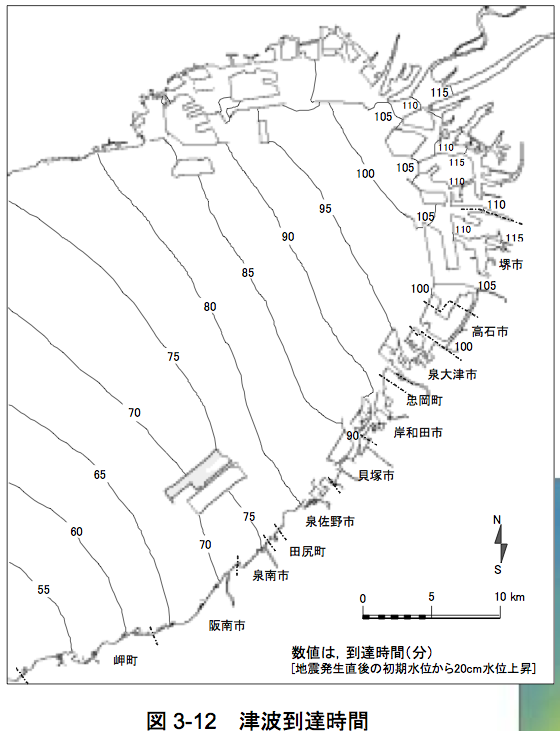 115
105
110
110
115
100
105
110
95
105
110
110
90
115
堺市
85
100
105
80
高石市
100
75
泉大津市
忠岡町
70
岸和田市
90
貝塚市
65
75
泉佐野市
60
70
田尻町
N
S
泉南市
55
0 5 10 km
阪南市
岬町
数値は，到達時間（分）
[地震発生直後の初期水位から20cm水位上昇]
図 3-12　津波到達時間